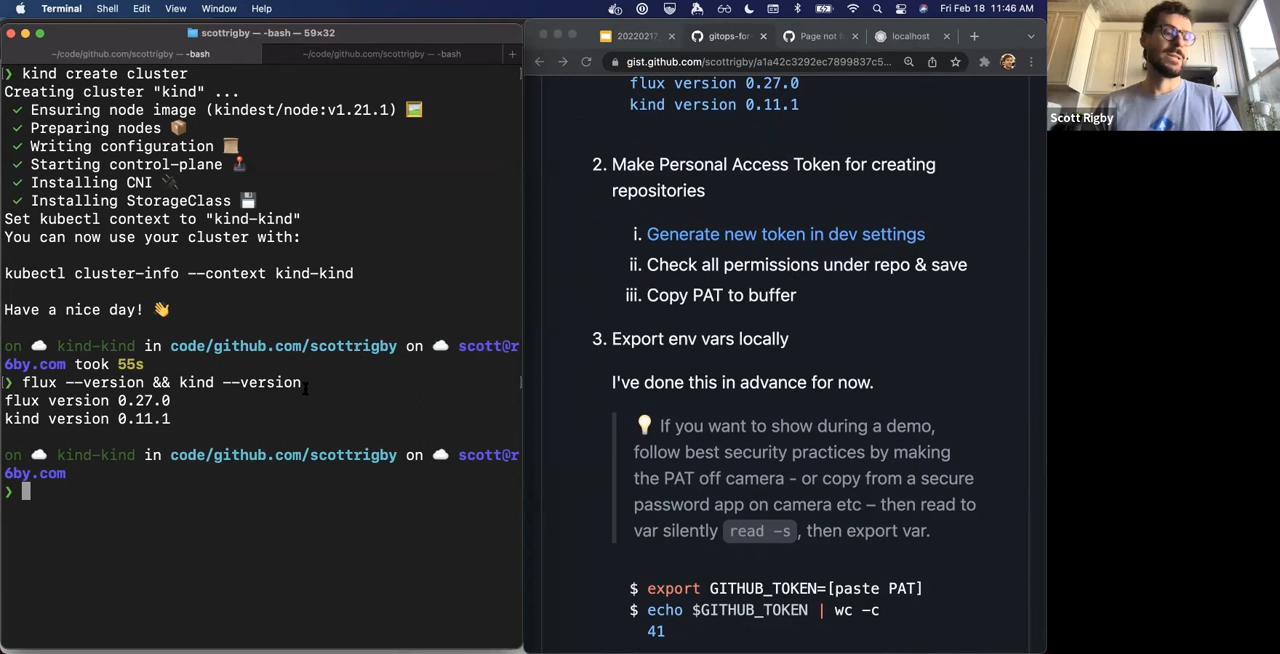 Terminal Shell Edit View Window Help
Fri Feb 18 11:46 AM
scottrigby — -bash — 59×32
~/code/github.com/scottrigby — -bash
~/code/github.com/scottrigby — -bash
❯ kind create cluster
Creating cluster "kind" ...
✓ Ensuring node image (kindest/node:v1.21.1) 🖼
✓ Preparing nodes 📦
✓ Writing configuration 📜
✓ Starting control-plane 🕹
✓ Installing CNI 🔌
✓ Installing StorageClass 💾
Set kubectl context to "kind-kind"
You can now use your cluster with:
kubectl cluster-info --context kind-kind
Have a nice day! 👋
on ☁ kind-kind in code/github.com/scottrigby on ☁ scott@r
6by.com took 55s
❯ flux --version && kind --version
flux version 0.27.0
kind version 0.11.1
on ☁ kind-kind in code/github.com/scottrigby on ☁ scott@r
6by.com
❯
20220217
gitops-for-
Page not f
localhost
gist.github.com/scottrigby/a1a42c3292ec7899837c5...
flux version 0.27.0
kind version 0.11.1
2. Make Personal Access Token for creating
repositories
i. Generate new token in dev settings
ii. Check all permissions under repo & save
iii. Copy PAT to buffer
3. Export env vars locally
I've done this in advance for now.
💡 If you want to show during a demo,
follow best security practices by making
the PAT off camera - or copy from a secure
password app on camera etc – then read to
var silently read -s, then export var.
$ export GITHUB_TOKEN=[paste PAT]
$ echo $GITHUB_TOKEN | wc -c
41
Scott Rigby